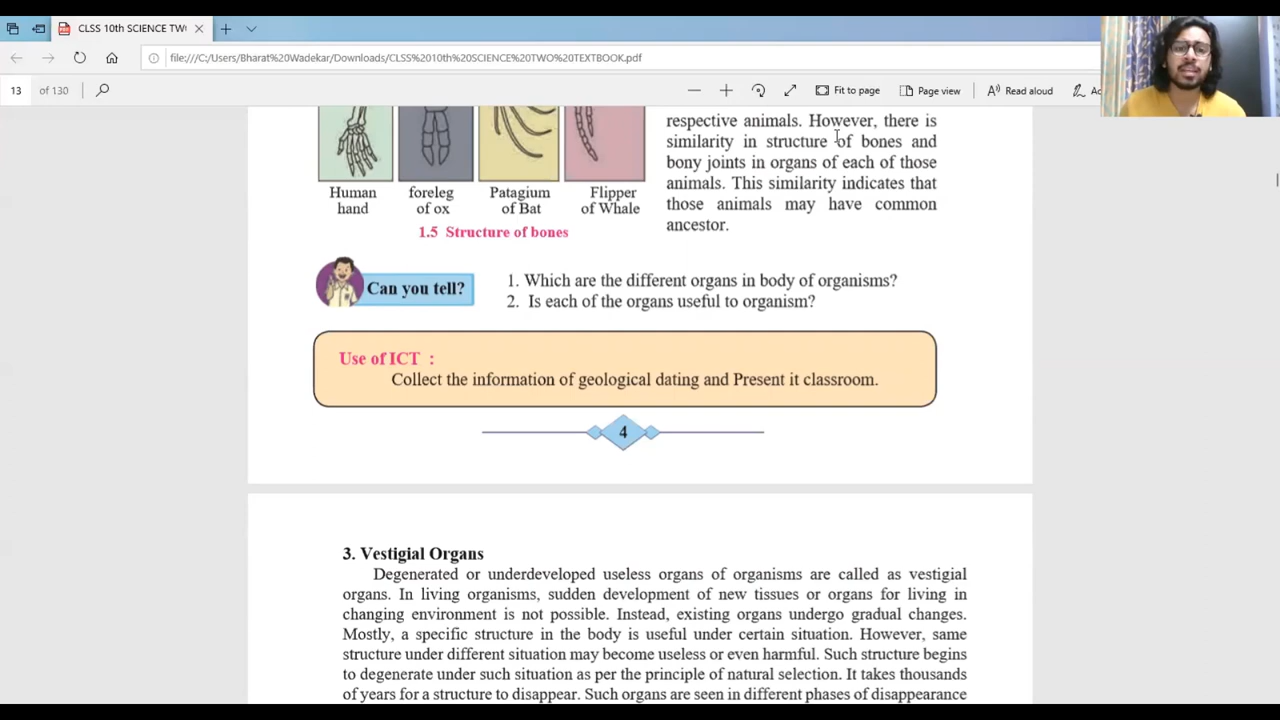 CLSS 10th SCIENCE TW
file:///C:/Users/Bharat%20Wadekar/Downloads/CLSS%2010th%20SCIENCE%20TWO%20TEXTBOOK.pdf
13 of 130
Fit to page
Page view
Read aloud
Human hand
foreleg of ox
Patagium of Bat
Flipper of Whale
1.5 Structure of bones
respective animals. However, there is
similarity in structure of bones and
bony joints in organs of each of those
animals. This similarity indicates that
those animals may have common
ancestor.
Can you tell?
1. Which are the different organs in body of organisms?
2. Is each of the organs useful to organism?
Use of ICT :
Collect the information of geological dating and Present it classroom.
4
3. Vestigial Organs
Degenerated or underdeveloped useless organs of organisms are called as vestigial
organs. In living organisms, sudden development of new tissues or organs for living in
changing environment is not possible. Instead, existing organs undergo gradual changes.
Mostly, a specific structure in the body is useful under certain situation. However, same
structure under different situation may become useless or even harmful. Such structure begins
to degenerate under such situation as per the principle of natural selection. It takes thousands
of years for a structure to disappear. Such organs are seen in different phases of disappearance